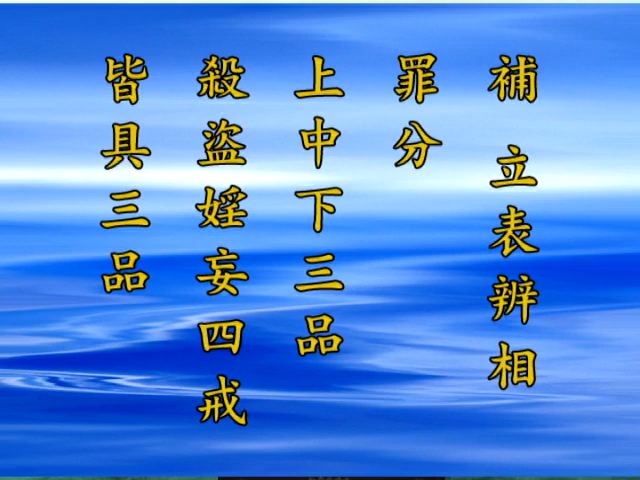 補 立表辨相
罪分
上中下三品
殺盜婬妄四戒
皆具三品